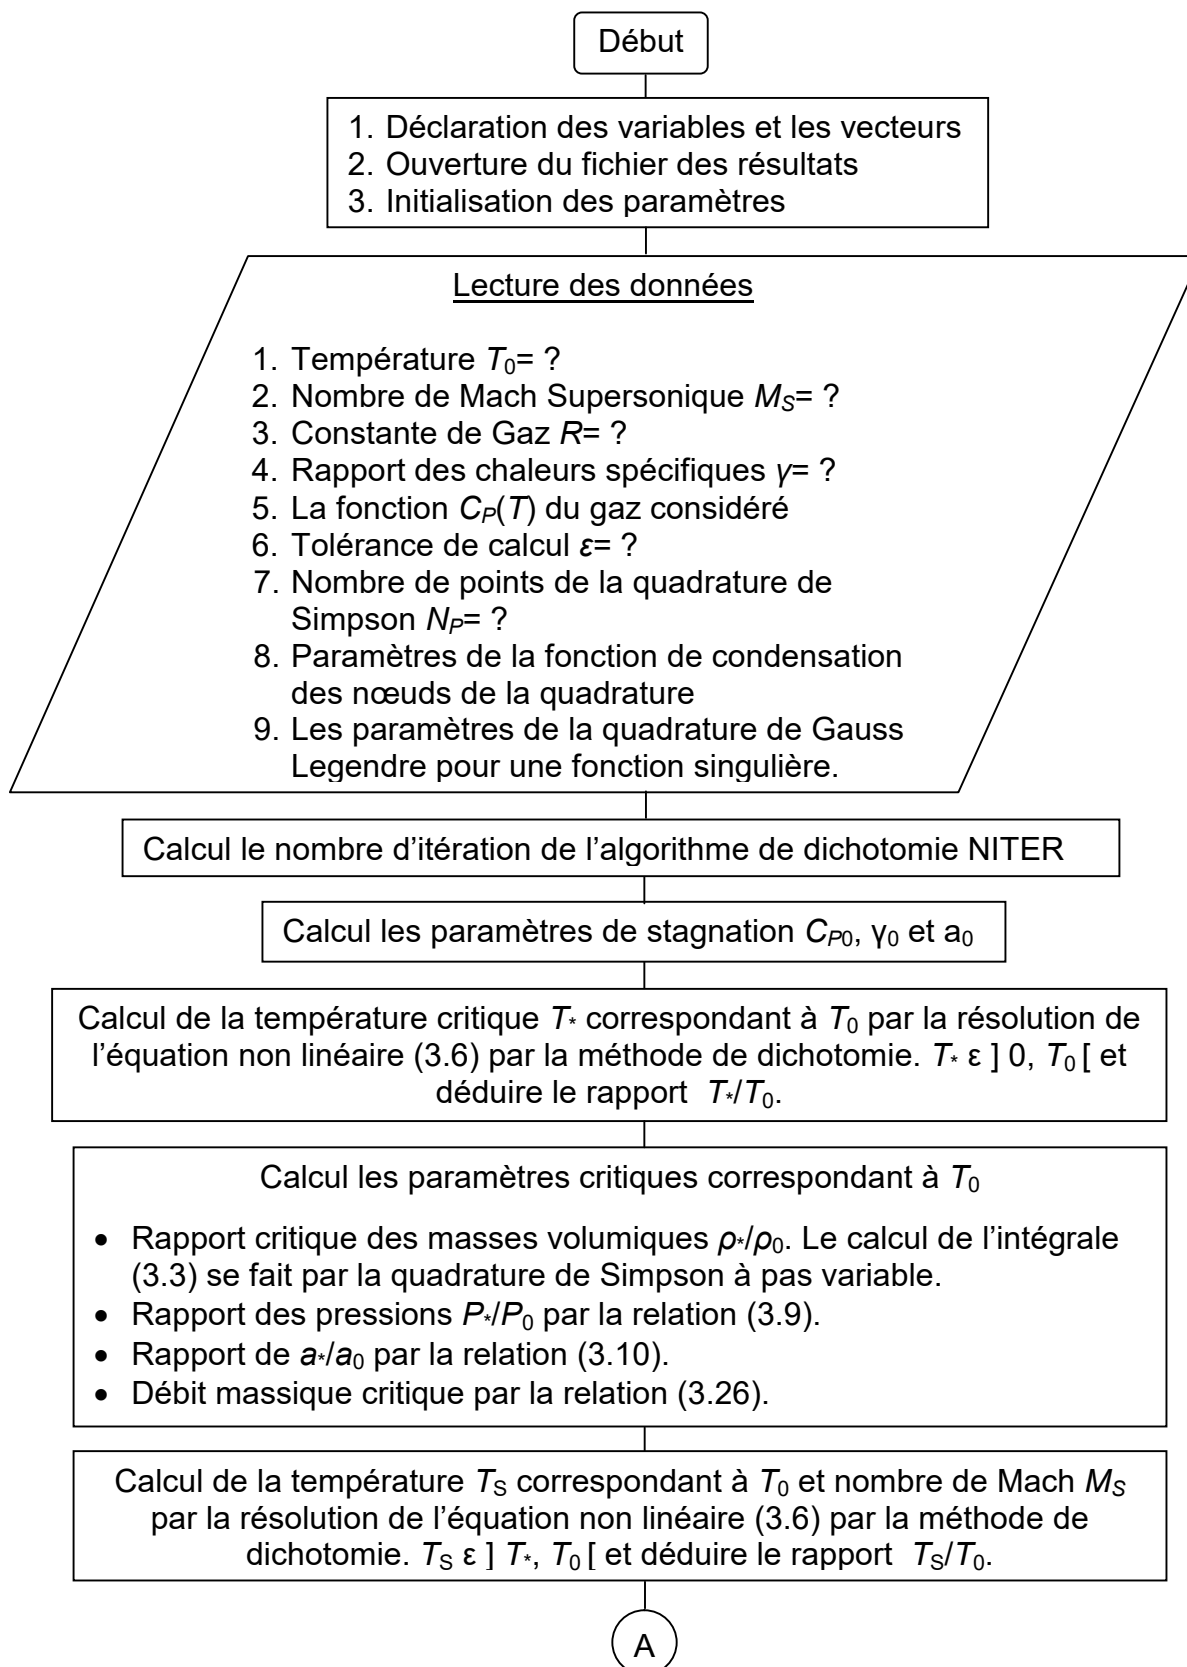 Début
1. Déclaration des variables et les vecteurs
2. Ouverture du fichier des résultats
3. Initialisation des paramètres
Lecture des données
1. Température T₀= ?
2. Nombre de Mach Supersonique M_S= ?
3. Constante de Gaz R= ?
4. Rapport des chaleurs spécifiques γ= ?
5. La fonction C_P(T) du gaz considéré
6. Tolérance de calcul ε= ?
7. Nombre de points de la quadrature de
Simpson N_P= ?
8. Paramètres de la fonction de condensation
des nœuds de la quadrature
9. Les paramètres de la quadrature de Gauss
Legendre pour une fonction singulière.
Calcul le nombre d’itération de l’algorithme de dichotomie NITER
Calcul les paramètres de stagnation C_P0, γ₀ et a₀
Calcul de la température critique T* correspondant à T₀ par la résolution de
l’équation non linéaire (3.6) par la méthode de dichotomie. T* ε ] 0, T₀ [ et
déduire le rapport T*/T₀.
Calcul les paramètres critiques correspondant à T₀
• Rapport critique des masses volumiques ρ*/ρ₀. Le calcul de l’intégrale
(3.3) se fait par la quadrature de Simpson à pas variable.
• Rapport des pressions P*/P₀ par la relation (3.9).
• Rapport de a*/a₀ par la relation (3.10).
• Débit massique critique par la relation (3.26).
Calcul de la température T_S correspondant à T₀ et nombre de Mach M_S
par la résolution de l’équation non linéaire (3.6) par la méthode de
dichotomie. T_S ε ] T*, T₀ [ et déduire le rapport T_S/T₀.
A